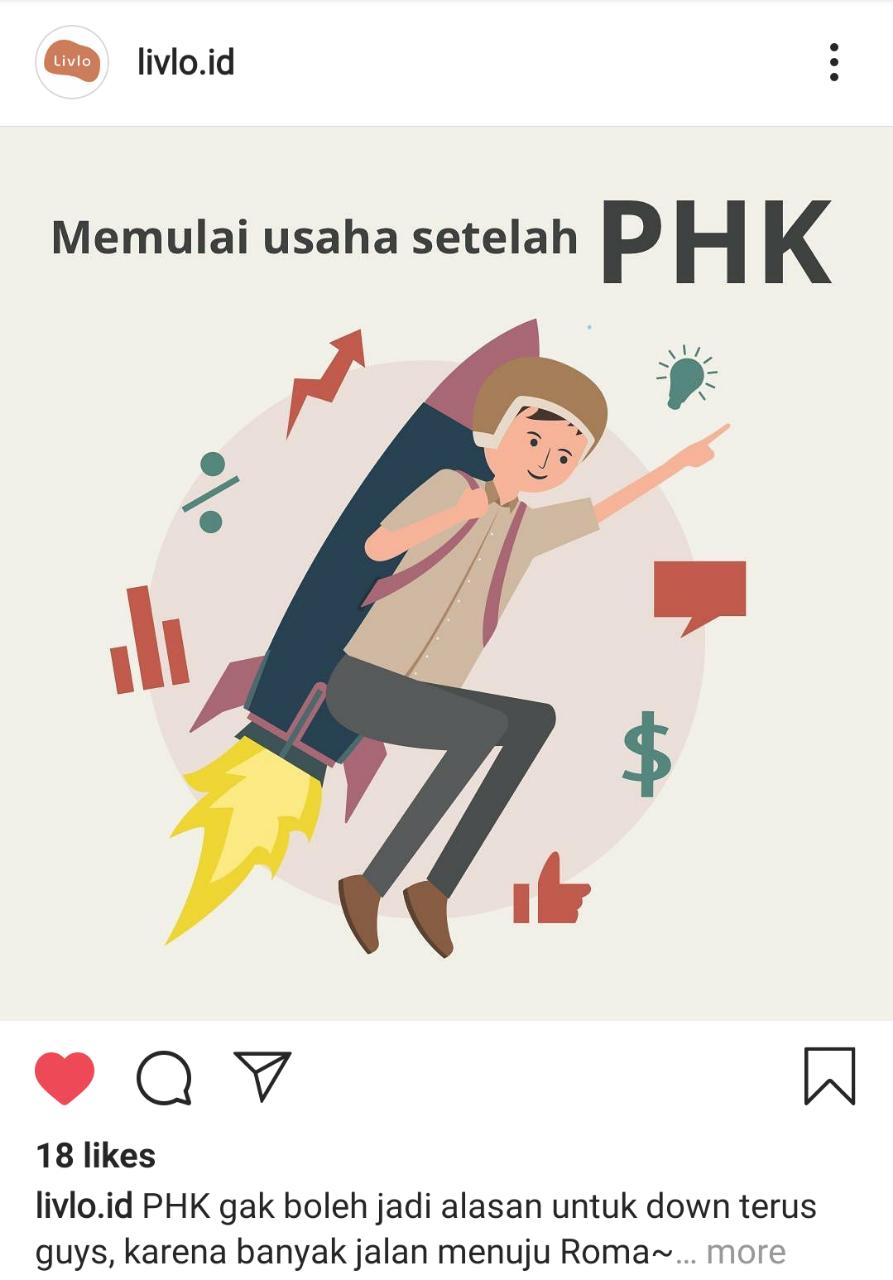 Livlo
livlo.id
Memulai usaha setelah PHK
18 likes
livlo.id PHK gak boleh jadi alasan untuk down terus
guys, karena banyak jalan menuju Roma~... more